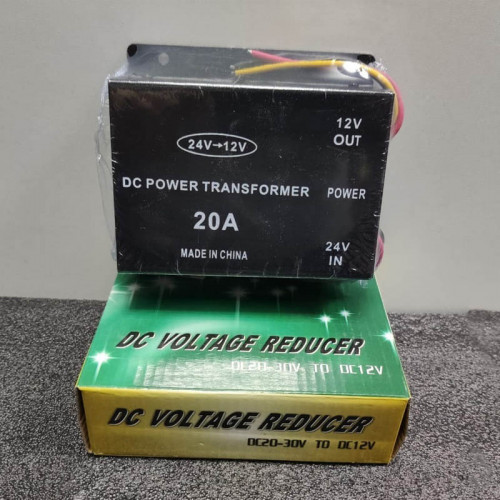 12V
OUT
24V→12V
DC POWER TRANSFORMER
POWER
20A
24V
IN
MADE IN CHINA
DC VOLTAGE REDUCER
DC20-30V TO DC12V
DC VOLTAGE REDUCER
DC20-30V TO DC12V